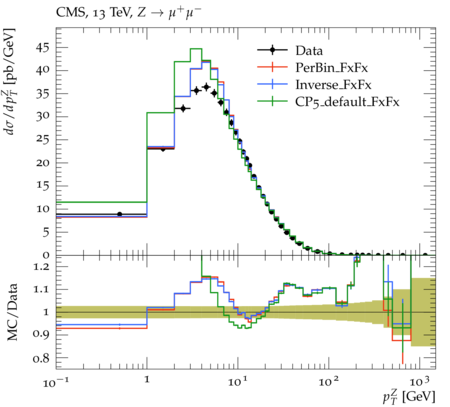 CMS, 13 TeV, Z → μ⁺μ⁻
dσ/dp_T^Z [pb/GeV]
45
40
35
30
25
20
15
10
5
0
Data
PerBin_FxFx
Inverse_FxFx
CP5_default_FxFx
MC/Data
1.2
1.1
1
0.9
0.8
10⁻¹ 1 10¹ 10² 10³
p_T^Z [GeV]